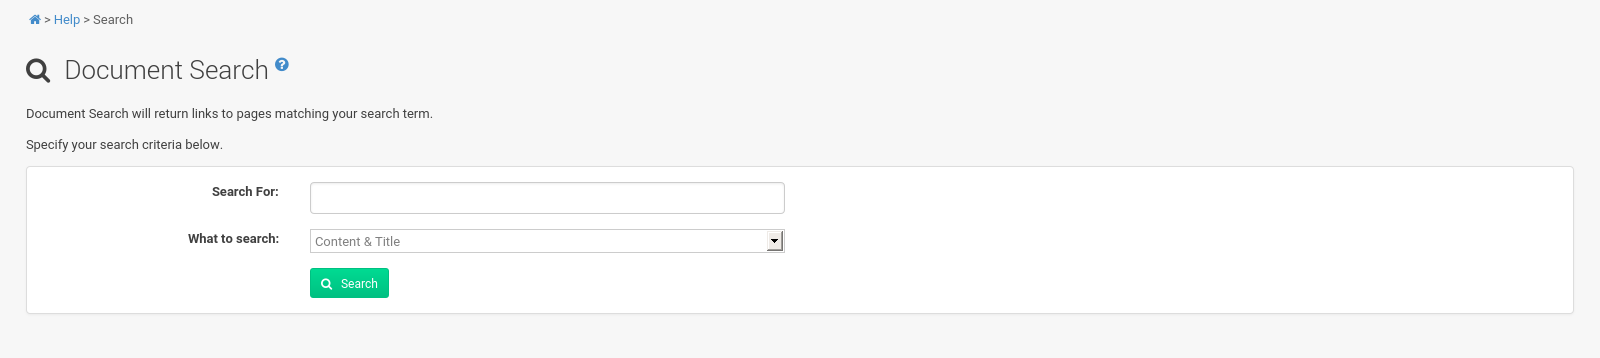 > Help > Search
Document Search
Document Search will return links to pages matching your search term.
Specify your search criteria below.
Search For:
What to search: Content & Title
Search